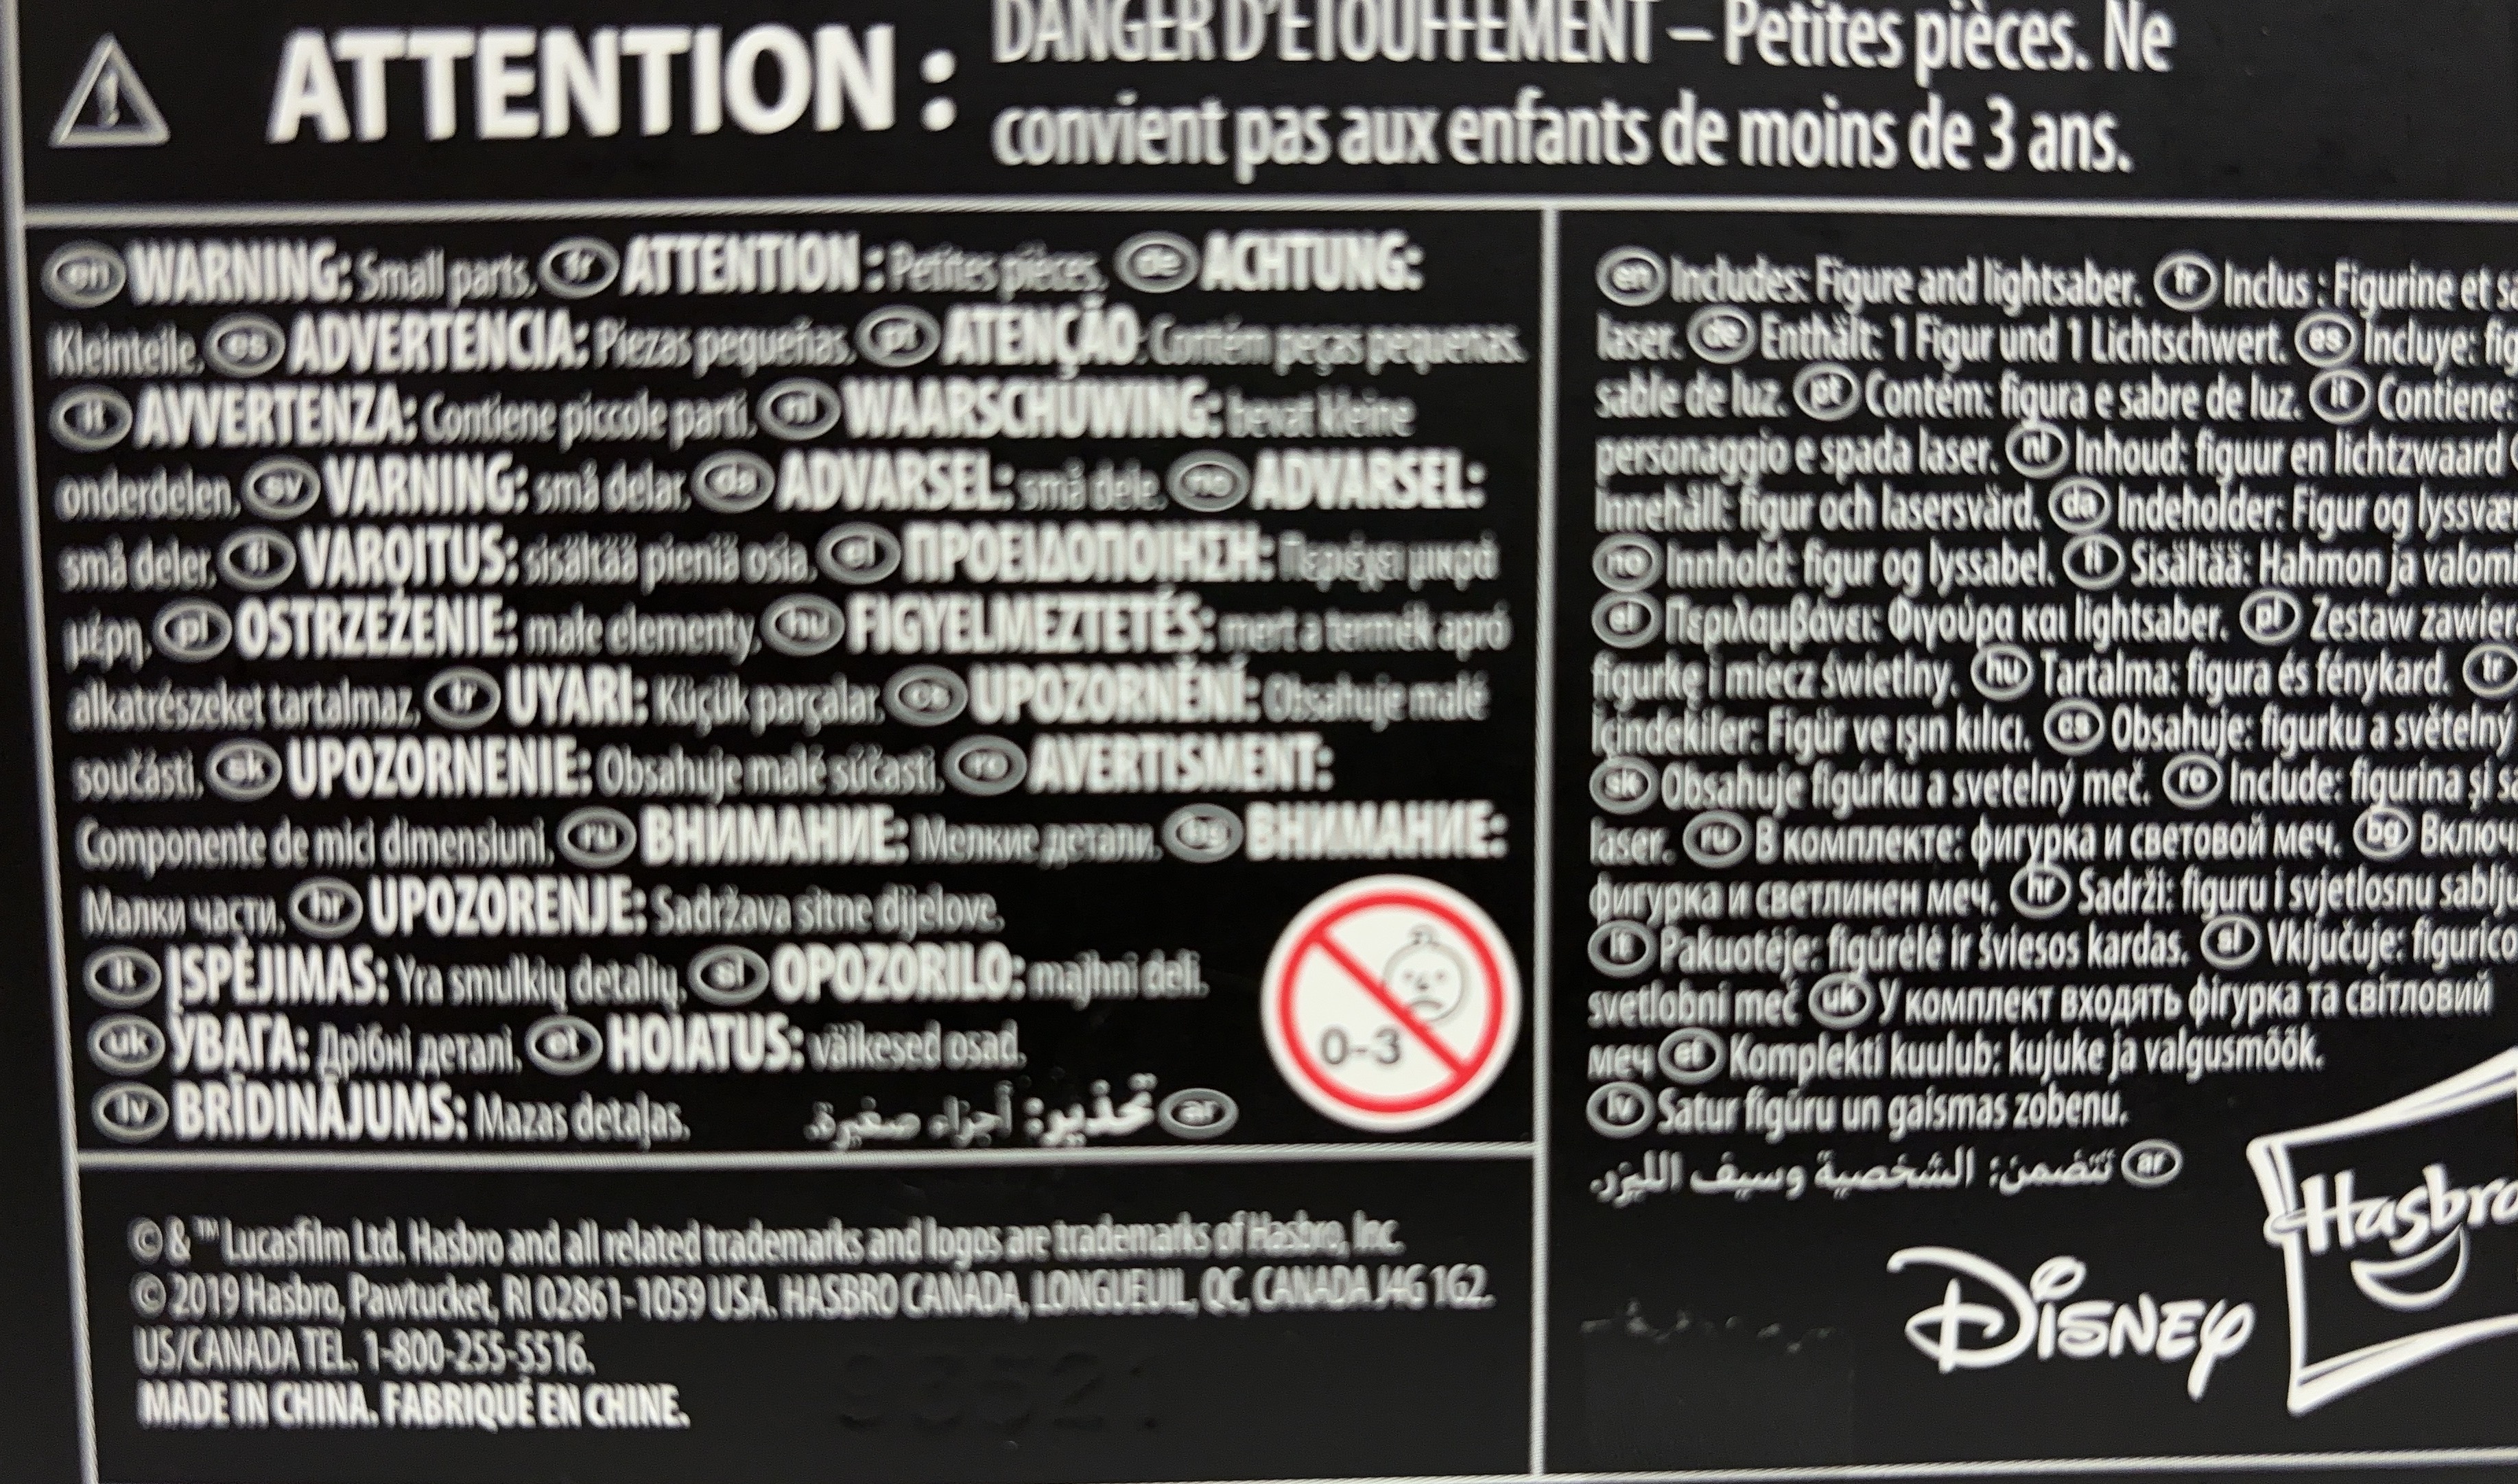 DANGER D'ÉTOUFFEMENT – Petites pièces. Ne
ATTENTION :
convient pas aux enfants de moins de 3 ans.
en WARNING: Small parts. fr ATTENTION : Petites pièces. de ACHTUNG:
Kleinteile. es ADVERTENCIA: Piezas pequeñas. pt ATENÇÃO: Contém peças pequenas.
it AVVERTENZA: Contiene piccole parti. nl WAARSCHUWING: bevat kleine
onderdelen. sv VARNING: små delar. da ADVARSEL: små dele. no ADVARSEL:
små deler. fi VAROITUS: sisältää pieniä osia. el ΠΡΟΕΙΔΟΠΟΙΗΣΗ: Περιέχει μικρά
μέρη. pl OSTRZEŻENIE: małe elementy. hu FIGYELMEZTETÉS: mert a termék apró
alkatrészeket tartalmaz. tr UYARI: Küçük parçalar. cs UPOZORNĚNÍ: Obsahuje malé
součásti. sk UPOZORNENIE: Obsahuje malé súčasti. ro AVERTISMENT:
Componente de mici dimensiuni. ru ВНИМАНИЕ: Мелкие детали. bg ВНИМАНИЕ:
Малки части. hr UPOZORENJE: Sadržava sitne dijelove.
lt ĮSPĖJIMAS: Yra smulkių detalių. sl OPOZORILO: majhni deli.
uk УВАГА: Дрібні деталі. et HOIATUS: väikesed osad.
lv BRĪDINĀJUMS: Mazas detaļas. ar تحذير: أجزاء صغيرة.
0-3
© & ™ Lucasfilm Ltd. Hasbro and all related trademarks and logos are trademarks of Hasbro, Inc.
© 2019 Hasbro, Pawtucket, RI 02861-1059 USA. HASBRO CANADA, LONGUEUIL, QC, CANADA J4G 1G2.
US/CANADA TEL. 1-800-255-5516.
MADE IN CHINA. FABRIQUÉ EN CHINE.
en Includes: Figure and lightsaber. fr Inclus : Figurine et
laser. de Enthält: 1 Figur und 1 Lichtschwert. es Incluye:
sable de luz. pt Contém: figura e sabre de luz. it Contiene:
personaggio e spada laser. nl Inhoud: figuur en lichtzwaard
Innehåll: figur och lasersvärd. da Indeholder: Figur og
no Innhold: figur og lyssabel. fi Sisältää: Hahmon ja
el Περιλαμβάνει: Φιγούρα και lightsaber. pl Zestaw
figurkę i miecz świetlny. hu Tartalma: figura és fénykard. tr
İçindekiler: Figür ve ışın kılıcı. cs Obsahuje: figurku a světelný
sk Obsahuje figúrku a svetelný meč. ro Include: figurina și
laser. ru В комплекте: фигурка и световой меч. bg
фигурка и светлинен меч. hr Sadrži: figuru i svjetlosnu
lt Pakuotėje: figūrėlė ir šviesos kardas. sl Vključuje:
svetlobni meč uk У комплект входять фігурка та світловий
меч et Komplekti kuulub: kujuke ja valgusmõõk.
lv Satur figūru un gaismas zobenu.
ar تتضمن: الشخصية وسيف الليزر.
Disney
Hasbro